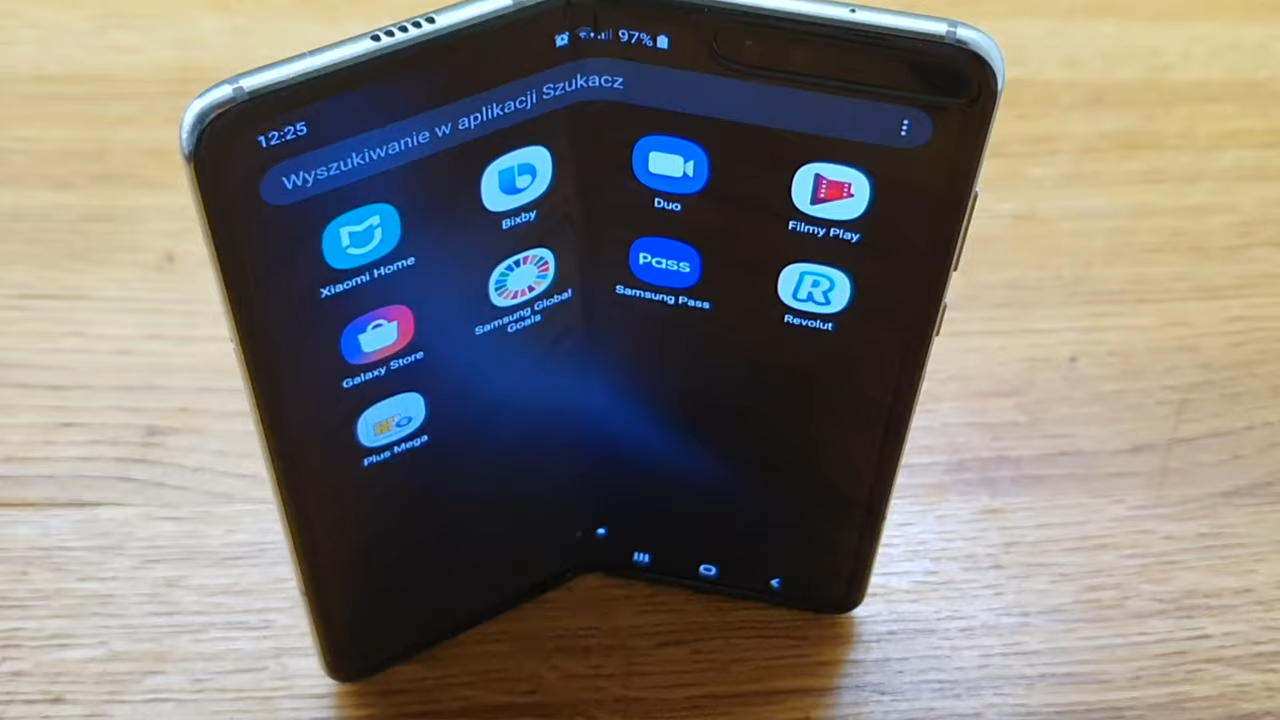 97%
12:25
Wyszukiwanie w aplikacji Szukacz
Xiaomi Home
Bixby
Duo
Filmy Play
Galaxy Store
Samsung Global
Goals
Pass
Samsung Pass
R
Revolut
Plus Mega